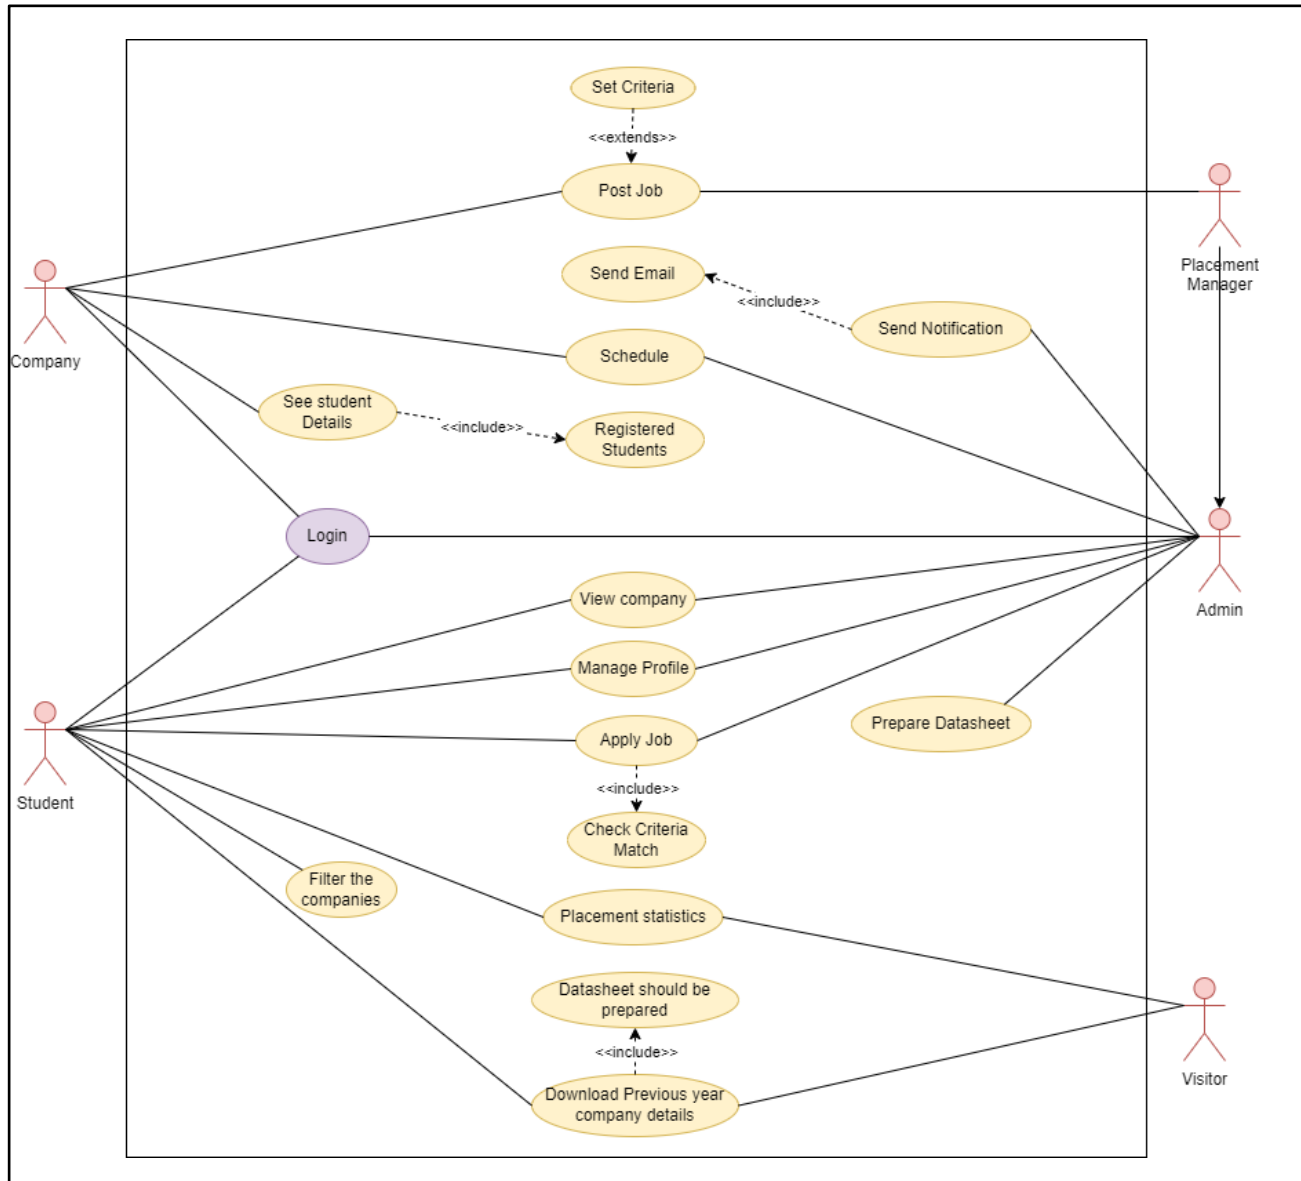 Set Criteria
<<extends>>
Post Job
Placement
Manager
Send Email
<<include>>
Send Notification
Company
Schedule
See student
Details
<<include>>
Registered
Students
Login
View company
Admin
Manage Profile
Prepare Datasheet
Apply Job
<<include>>
Student
Check Criteria
Match
Filter the
companies
Placement statistics
Datasheet should be
prepared
<<include>>
Visitor
Download Previous year
company details